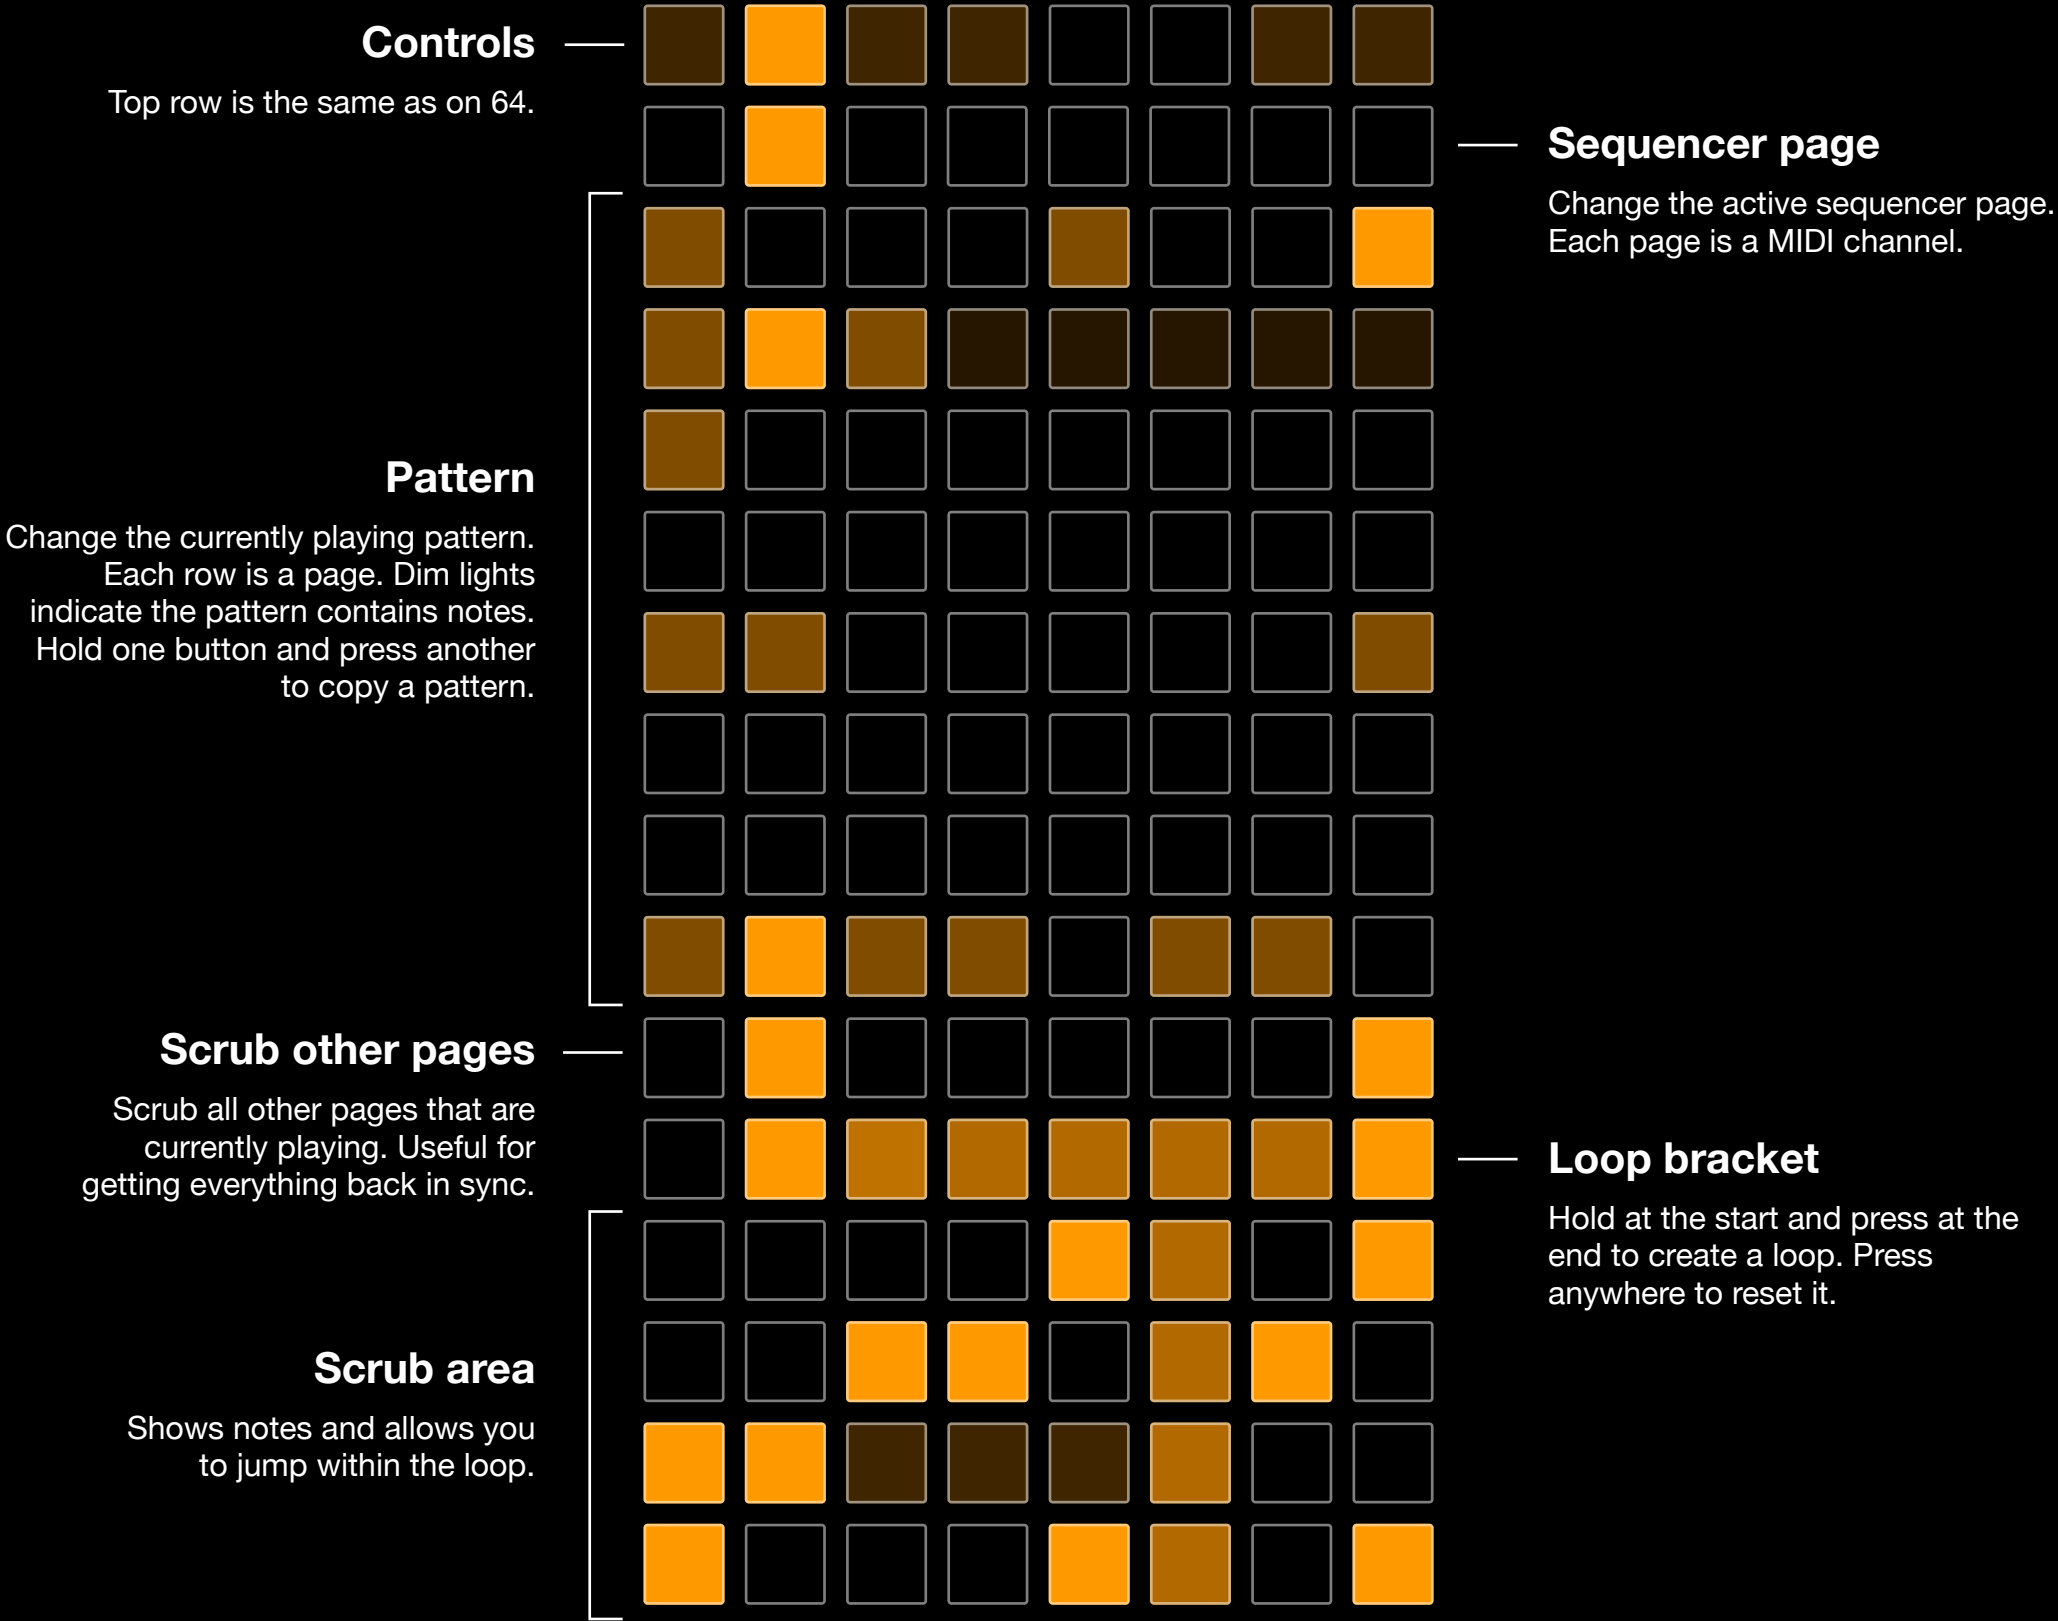 Controls
Top row is the same as on 64.
Sequencer page
Change the active sequencer page.
Each page is a MIDI channel.
Pattern
Change the currently playing pattern.
Each row is a page. Dim lights
indicate the pattern contains notes.
Hold one button and press another
to copy a pattern.
Scrub other pages
Scrub all other pages that are
currently playing. Useful for
getting everything back in sync.
Loop bracket
Hold at the start and press at the
end to create a loop. Press
anywhere to reset it.
Scrub area
Shows notes and allows you
to jump within the loop.